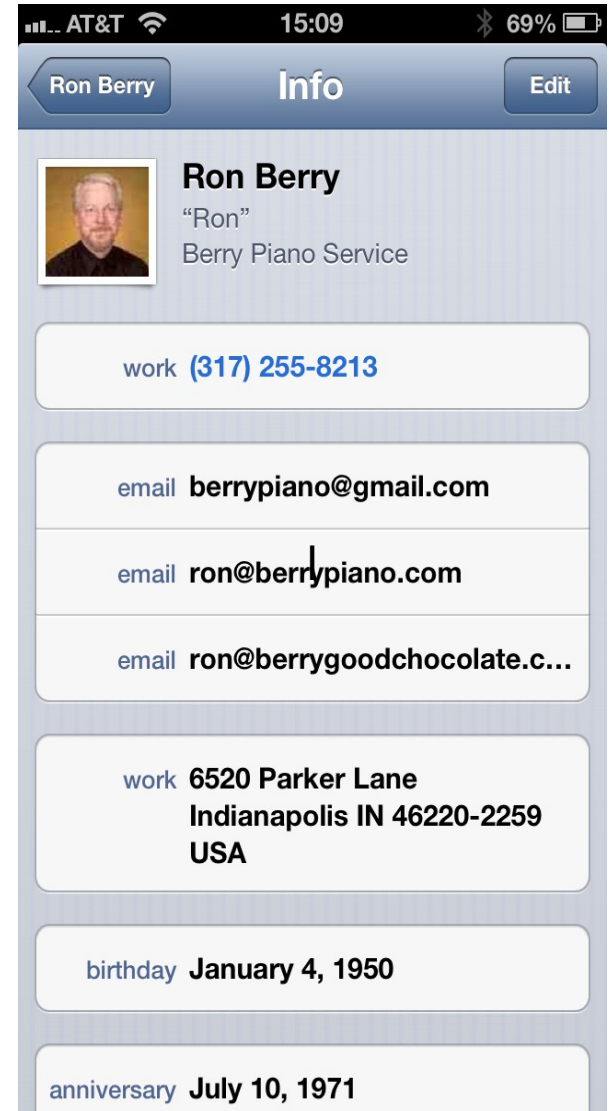 AT&T 15:09 69%
Ron Berry Info Edit
Ron Berry
“Ron”
Berry Piano Service
work (317) 255-8213
email berrypiano@gmail.com
email ron@berrypiano.com
email ron@berrygoodchocolate.c...
work 6520 Parker Lane
Indianapolis IN 46220-2259
USA
birthday January 4, 1950
anniversary July 10, 1971